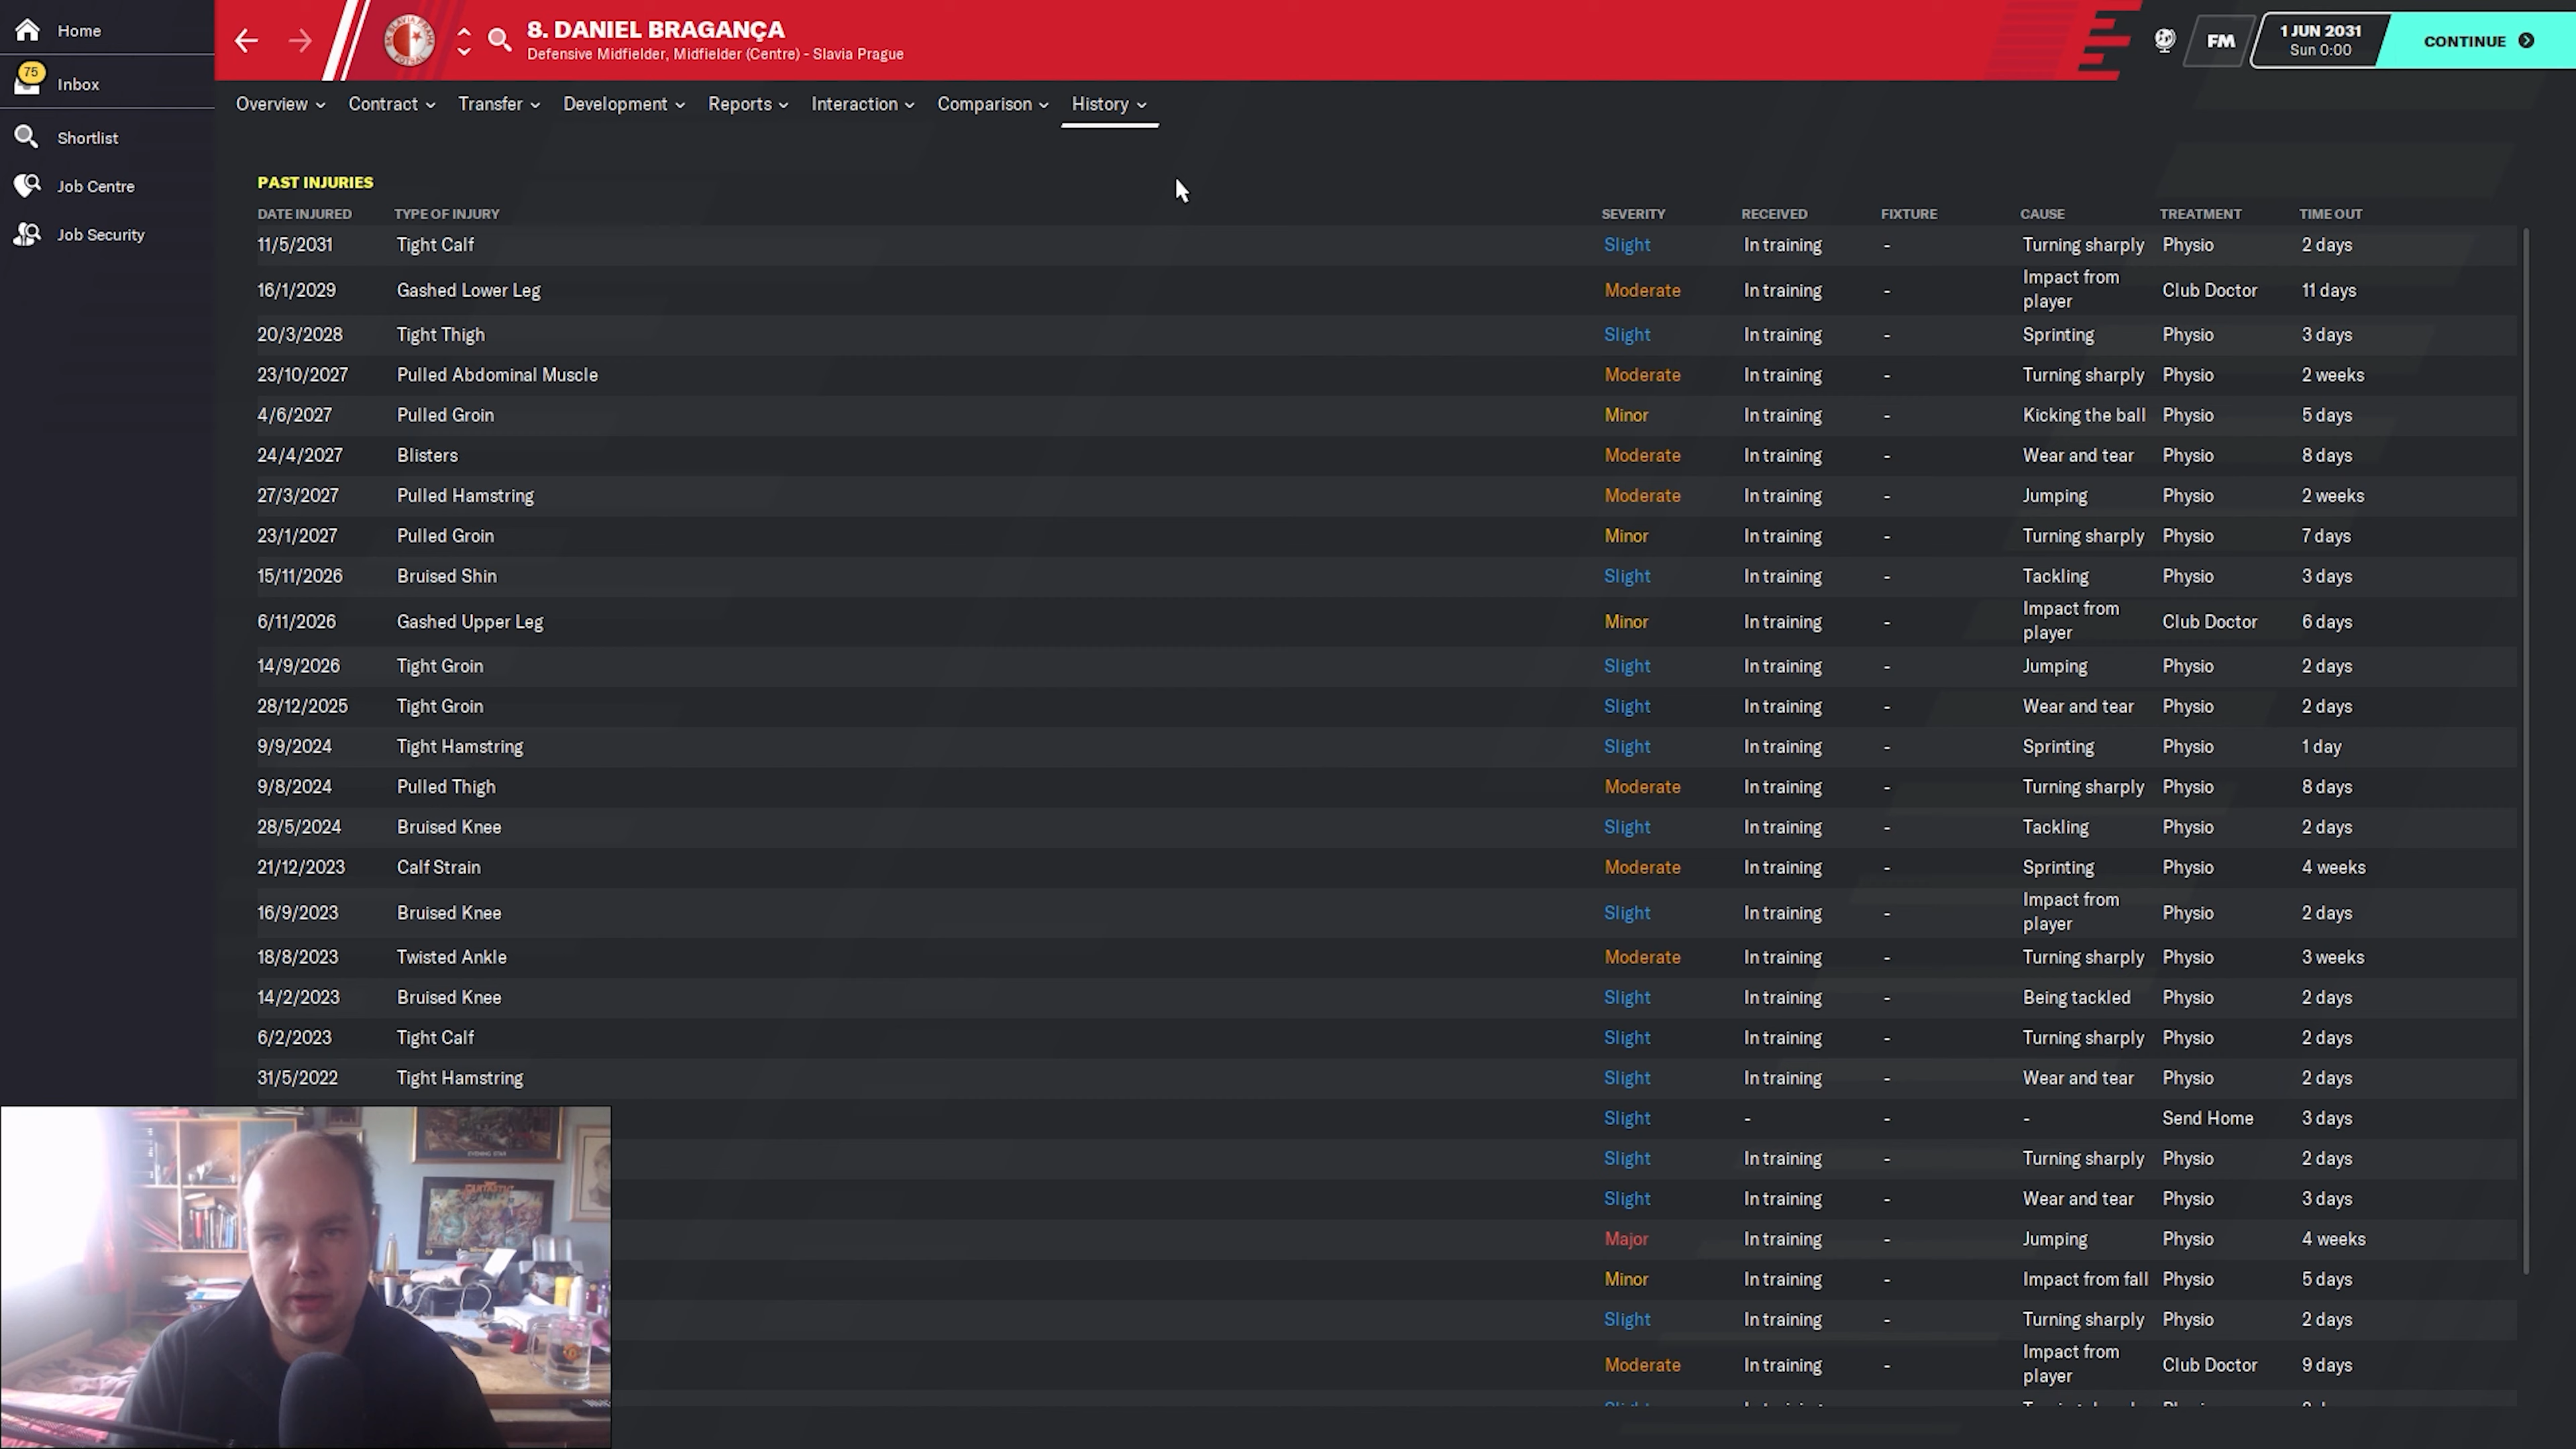 Home
Inbox
75
Shortlist
Job Centre
Job Security
8. DANIEL BRAGANÇA
Defensive Midfielder, Midfielder (Centre) - Slavia Prague
FM
1 JUN 2031
Sun 0:00
CONTINUE
Overview Contract Transfer Development Reports Interaction Comparison History
PAST INJURIES
DATE INJURED TYPE OF INJURY SEVERITY RECEIVED FIXTURE CAUSE TREATMENT TIME OUT
11/5/2031 Tight Calf Slight In training - Turning sharply Physio 2 days
16/1/2029 Gashed Lower Leg Moderate In training - Impact from player Club Doctor 11 days
20/3/2028 Tight Thigh Slight In training - Sprinting Physio 3 days
23/10/2027 Pulled Abdominal Muscle Moderate In training - Turning sharply Physio 2 weeks
4/6/2027 Pulled Groin Minor In training - Kicking the ball Physio 5 days
24/4/2027 Blisters Moderate In training - Wear and tear Physio 8 days
27/3/2027 Pulled Hamstring Moderate In training - Jumping Physio 2 weeks
23/1/2027 Pulled Groin Minor In training - Turning sharply Physio 7 days
15/11/2026 Bruised Shin Slight In training - Tackling Physio 3 days
6/11/2026 Gashed Upper Leg Minor In training - Impact from player Club Doctor 6 days
14/9/2026 Tight Groin Slight In training - Jumping Physio 2 days
28/12/2025 Tight Groin Slight In training - Wear and tear Physio 2 days
9/9/2024 Tight Hamstring Slight In training - Sprinting Physio 1 day
9/8/2024 Pulled Thigh Moderate In training - Turning sharply Physio 8 days
28/5/2024 Bruised Knee Slight In training - Tackling Physio 2 days
21/12/2023 Calf Strain Moderate In training - Sprinting Physio 4 weeks
16/9/2023 Bruised Knee Slight In training - Impact from player Physio 2 days
18/8/2023 Twisted Ankle Moderate In training - Turning sharply Physio 3 weeks
14/2/2023 Bruised Knee Slight In training - Being tackled Physio 2 days
6/2/2023 Tight Calf Slight In training - Turning sharply Physio 2 days
31/5/2022 Tight Hamstring Slight In training - Wear and tear Physio 2 days
Slight - - - Send Home 3 days
Slight In training - Turning sharply Physio 2 days
Slight In training - Wear and tear Physio 3 days
Major In training - Jumping Physio 4 weeks
Minor In training - Impact from fall Physio 5 days
Slight In training - Turning sharply Physio 2 days
Moderate In training - Impact from player Club Doctor 9 days